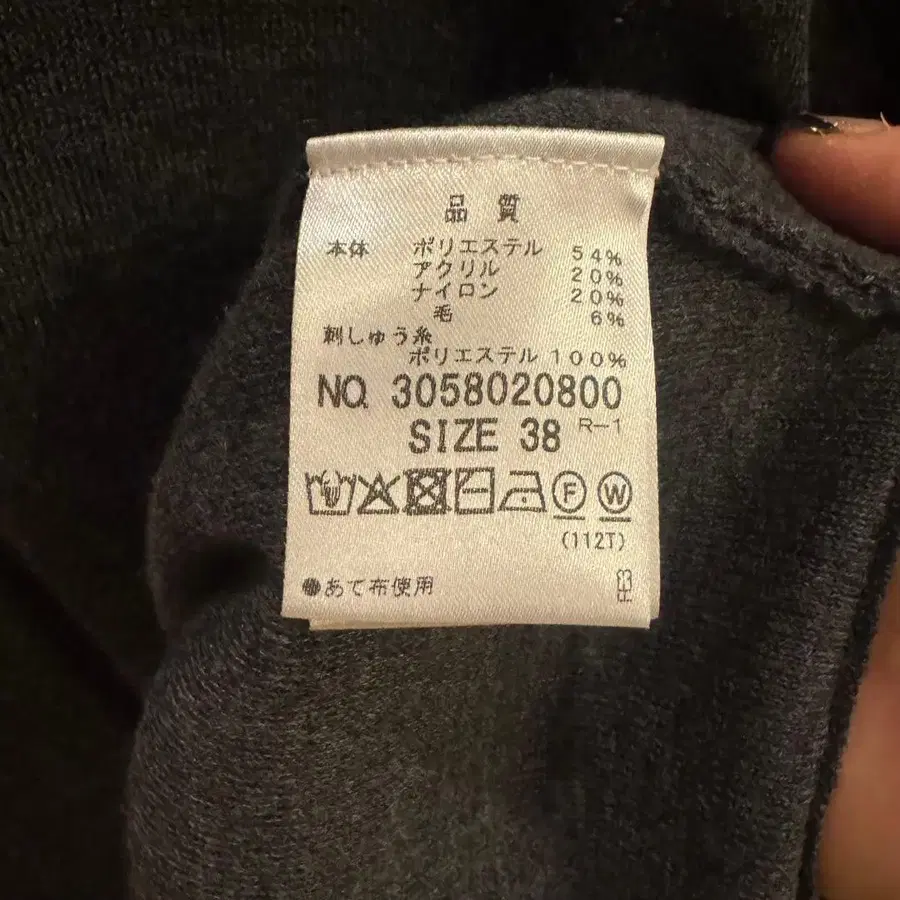 品質
本体 ポリエステル 54%
アクリル 20%
ナイロン 20%
毛 6%
刺しゅう糸
ポリエステル 100%
NO. 3058020800
SIZE 38 R-1
F W
(112T)
●あて布使用